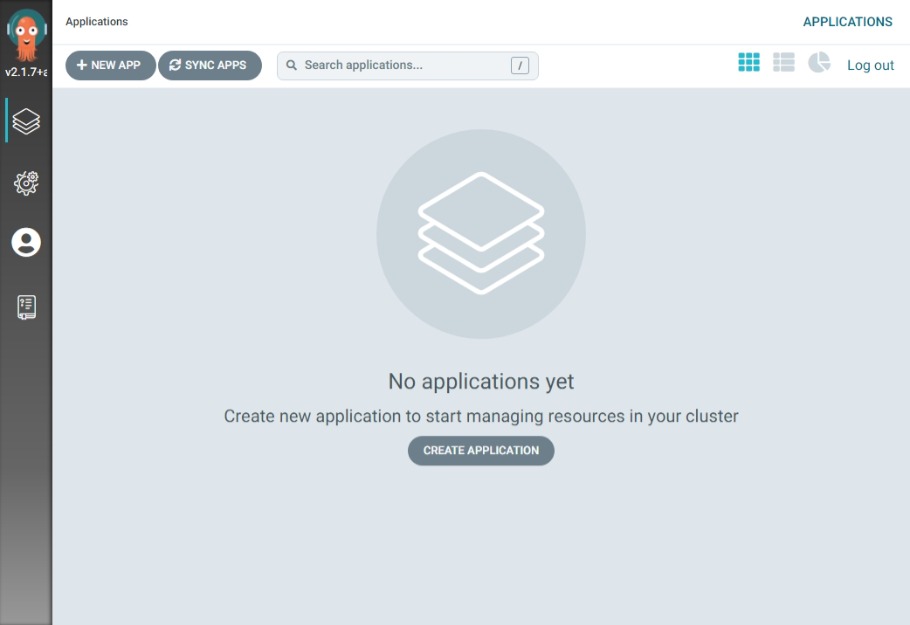 Applications
APPLICATIONS
NEW APP
SYNC APPS
Search applications...
/
Log out
v2.1.7+a
No applications yet
Create new application to start managing resources in your cluster
CREATE APPLICATION